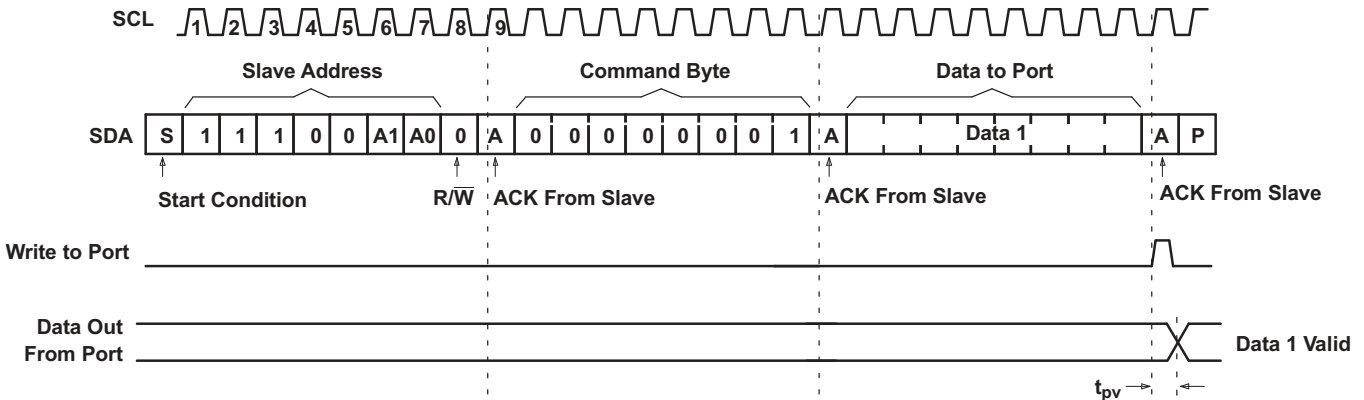 SCL 1 2 3 4 5 6 7 8 9
Slave Address Command Byte Data to Port
SDA S 1 1 1 0 0 A1 A0 0 A 0 0 0 0 0 0 0 1 A Data 1 A P
Start Condition R/W̅ ACK From Slave ACK From Slave ACK From Slave
Write to Port
Data Out
From Port
Data 1 Valid
tpv